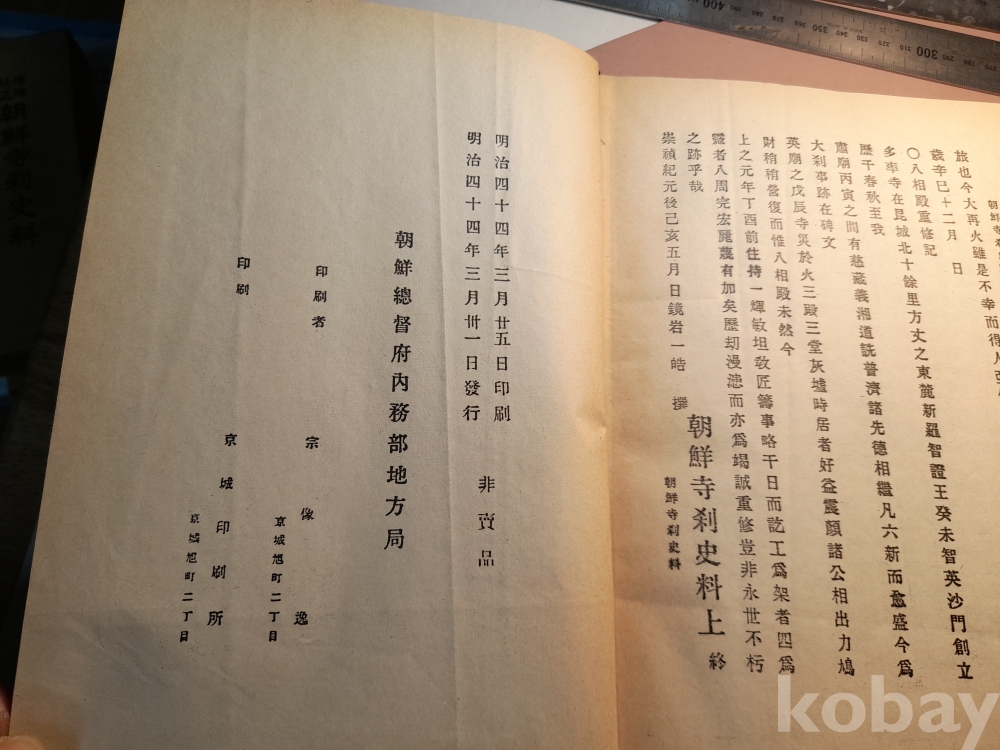 旅也今大再火雖是不幸而得人
歲辛巳十二月　日
〇八相殿重修記
多率寺在昆城北十餘里方丈之東麓新羅智證王癸未智英沙門創立
歷千春秋至我
肅廟丙寅之間有慈藏義湘道詵普濟諸先德相繼凡六新而愈盛今爲
大刹事跡在碑文
英廟之戊辰寺災於火三殿三堂灰墟時居者好益震顔諸公相出力鳩
財稍稍營復而惟八相殿未然今
上之元年丁酉前住持一輝敏坦敎匠籌事略干日而訖工爲架者四爲
楹者八周完宏麗蔑有加矣歷劫漫漶而亦爲竭誠重修豈非永世不朽
之跡乎哉
崇禎紀元後己亥五月日鏡岩一皓　撰
朝鮮寺刹史料上 終
朝鮮寺刹史料
明治四十四年三月廿五日印刷
明治四十四年三月卅一日發行
非賣品
朝鮮總督府內務部地方局
印刷者　宗像逸
京城旭町二丁目
印刷　京城印刷所
京城旭町二丁目
400
300
kobay